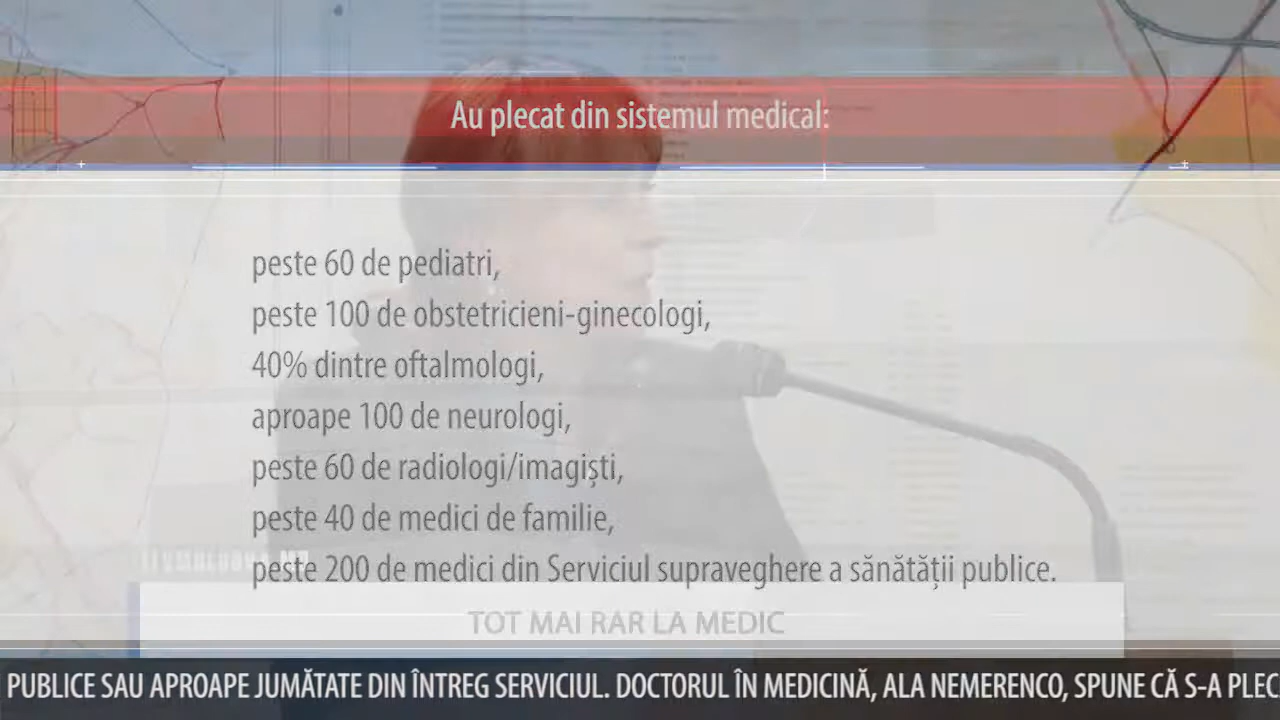 Au plecat din sistemul medical:
peste 60 de pediatri,
peste 100 de obstetricieni-ginecologi,
40% dintre oftalmologi,
aproape 100 de neurologi,
peste 60 de radiologi/imagiști,
peste 40 de medici de familie,
peste 200 de medici din Serviciul supraveghere a sănătății publice.
TOT MAI RAR LA MEDIC
PUBLICE SAU APROAPE JUMĂTATE DIN ÎNTREG SERVICIUL. DOCTORUL ÎN MEDICINĂ, ALA NEMERENCO, SPUNE CĂ S-A PLEC